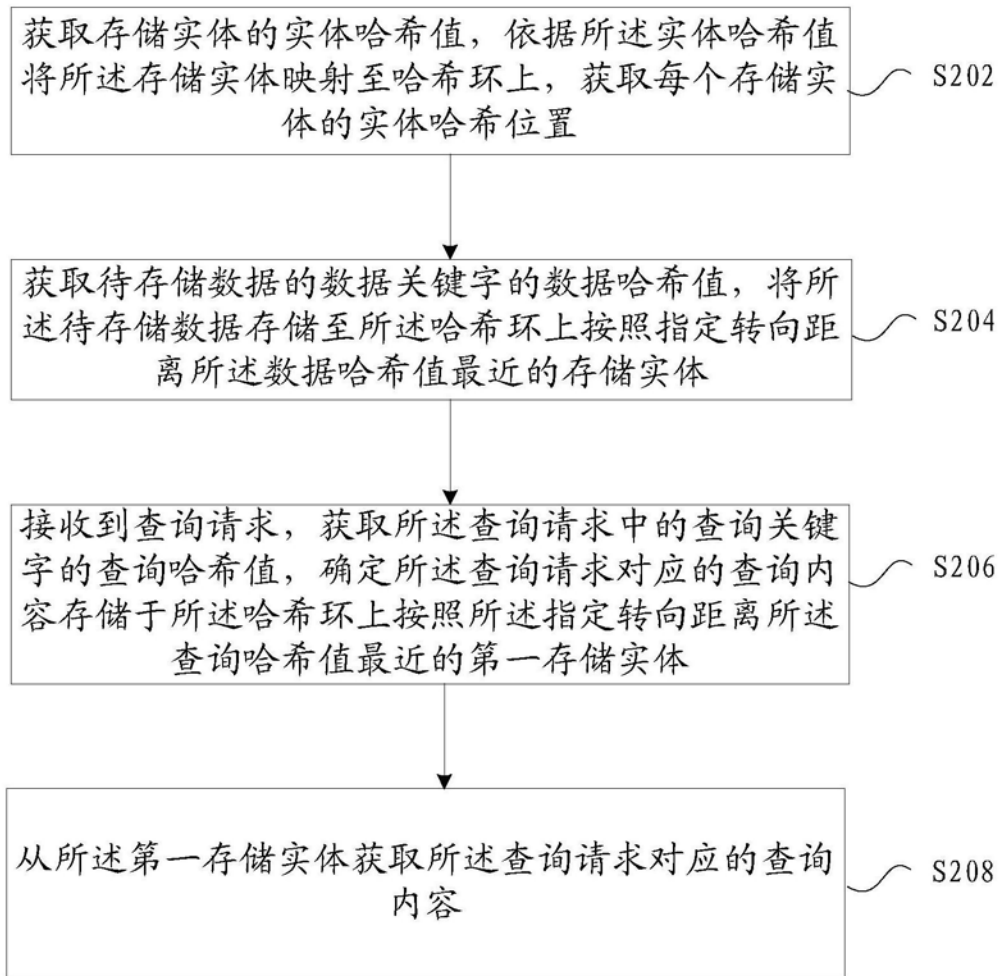 获取存储实体的实体哈希值，依据所述实体哈希值
将所述存储实体映射至哈希环上，获取每个存储实
体的实体哈希位置
S202
获取待存储数据的数据关键字的数据哈希值，将所
述待存储数据存储至所述哈希环上按照指定转向距
离所述数据哈希值最近的存储实体
S204
接收到查询请求，获取所述查询请求中的查询关键
字的查询哈希值，确定所述查询请求对应的查询内
容存储于所述哈希环上按照所述指定转向距离所述
查询哈希值最近的第一存储实体
S206
从所述第一存储实体获取所述查询请求对应的查询
内容
S208